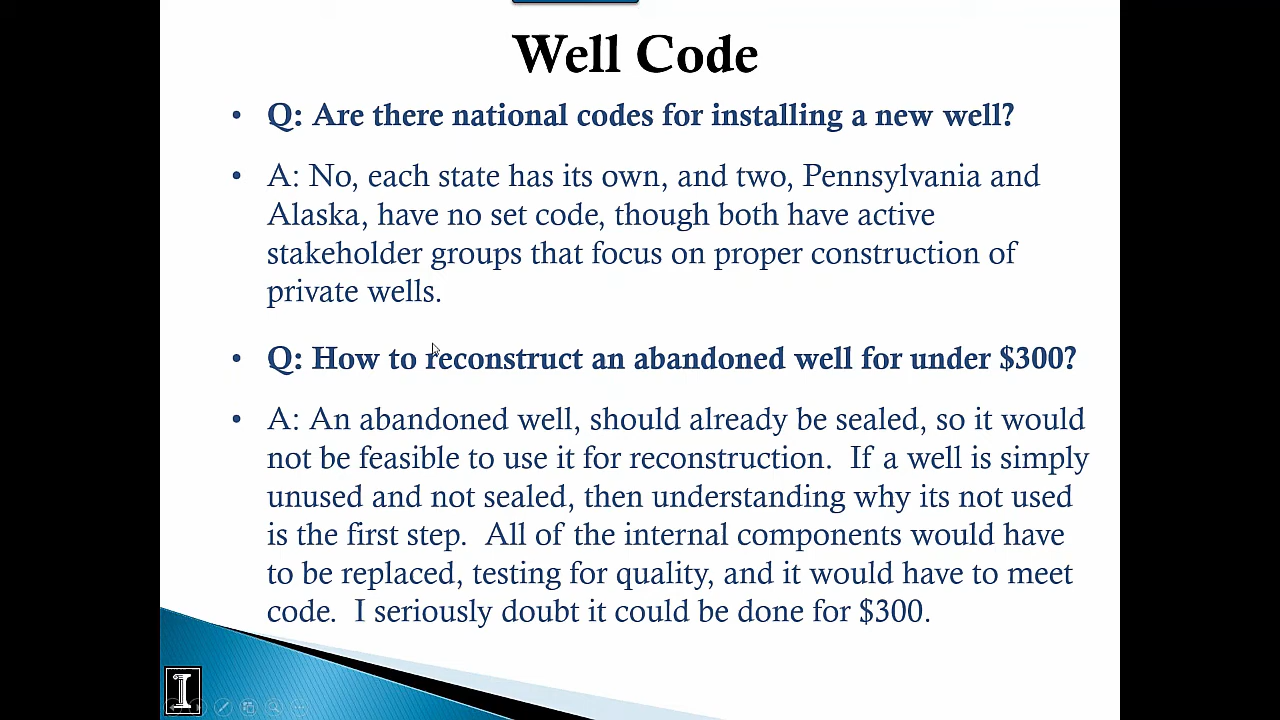 Well Code
• Q: Are there national codes for installing a new well?
• A: No, each state has its own, and two, Pennsylvania and
Alaska, have no set code, though both have active
stakeholder groups that focus on proper construction of
private wells.
• Q: How to reconstruct an abandoned well for under $300?
• A: An abandoned well, should already be sealed, so it would
not be feasible to use it for reconstruction.  If a well is simply
unused and not sealed, then understanding why its not used
is the first step.  All of the internal components would have
to be replaced, testing for quality, and it would have to meet
code.  I seriously doubt it could be done for $300.
I